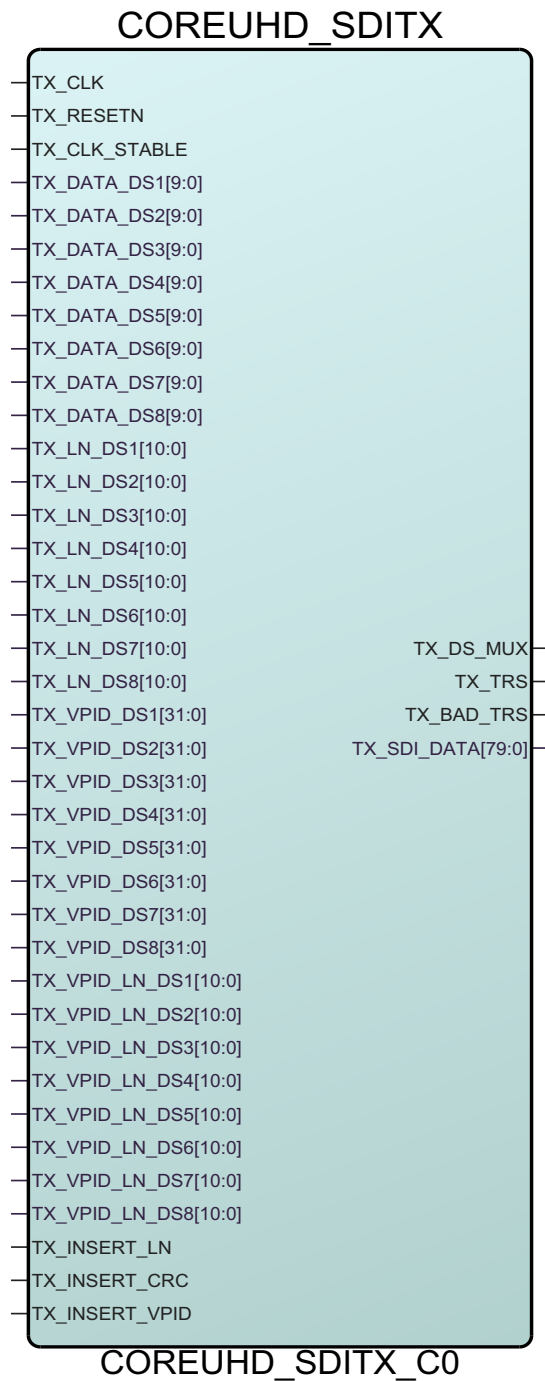 COREUHD_SDITX
TX_CLK
TX_RESETN
TX_CLK_STABLE
TX_DATA_DS1[9:0]
TX_DATA_DS2[9:0]
TX_DATA_DS3[9:0]
TX_DATA_DS4[9:0]
TX_DATA_DS5[9:0]
TX_DATA_DS6[9:0]
TX_DATA_DS7[9:0]
TX_DATA_DS8[9:0]
TX_LN_DS1[10:0]
TX_LN_DS2[10:0]
TX_LN_DS3[10:0]
TX_LN_DS4[10:0]
TX_LN_DS5[10:0]
TX_LN_DS6[10:0]
TX_LN_DS7[10:0]
TX_LN_DS8[10:0]
TX_VPID_DS1[31:0]
TX_VPID_DS2[31:0]
TX_VPID_DS3[31:0]
TX_VPID_DS4[31:0]
TX_VPID_DS5[31:0]
TX_VPID_DS6[31:0]
TX_VPID_DS7[31:0]
TX_VPID_DS8[31:0]
TX_VPID_LN_DS1[10:0]
TX_VPID_LN_DS2[10:0]
TX_VPID_LN_DS3[10:0]
TX_VPID_LN_DS4[10:0]
TX_VPID_LN_DS5[10:0]
TX_VPID_LN_DS6[10:0]
TX_VPID_LN_DS7[10:0]
TX_VPID_LN_DS8[10:0]
TX_INSERT_LN
TX_INSERT_CRC
TX_INSERT_VPID
TX_DS_MUX
TX_TRS
TX_BAD_TRS
TX_SDI_DATA[79:0]
COREUHD_SDITX_C0